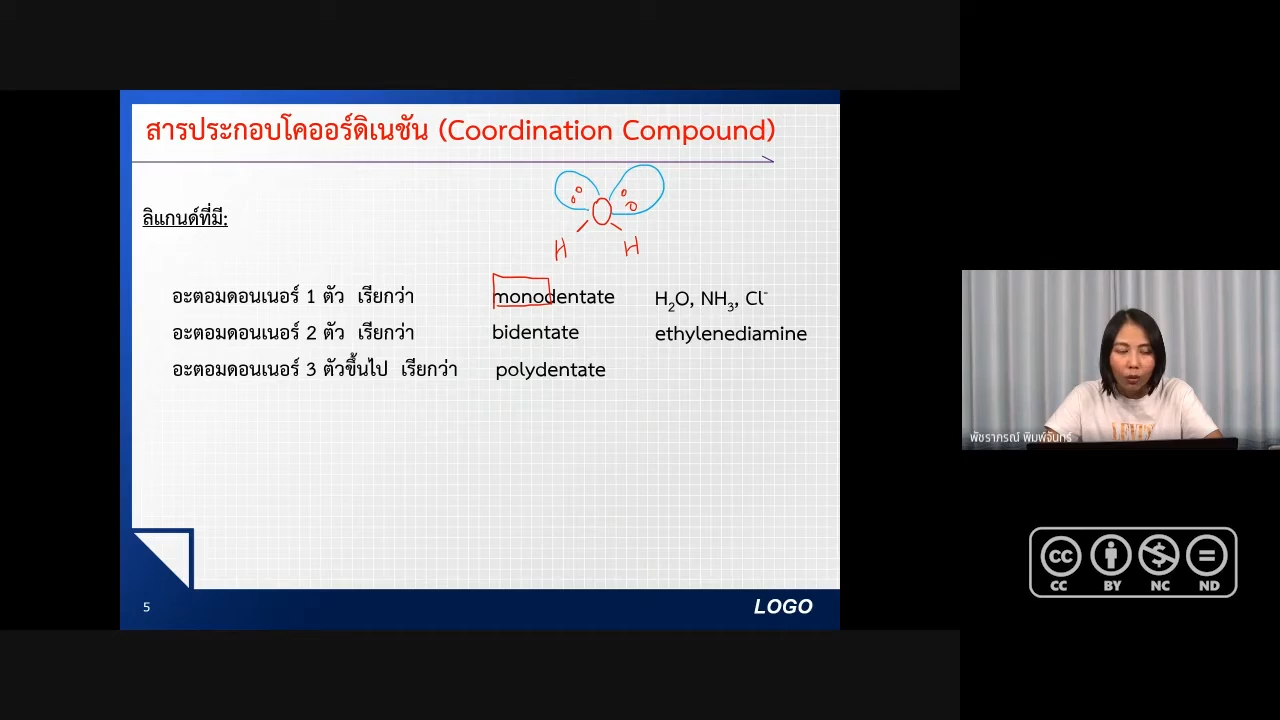 สารประกอบโคออร์ดิเนชัน (Coordination Compound)
ลิแกนด์ที่มี:
O
H H
อะตอมดอนเนอร์ 1 ตัว เรียกว่า monodentate H₂O, NH₃, Cl⁻
อะตอมดอนเนอร์ 2 ตัว เรียกว่า bidentate ethylenediamine
อะตอมดอนเนอร์ 3 ตัวขึ้นไป เรียกว่า polydentate
5
LOGO
พัชราภรณ์ พิมพ์จันทร์
CC BY NC ND